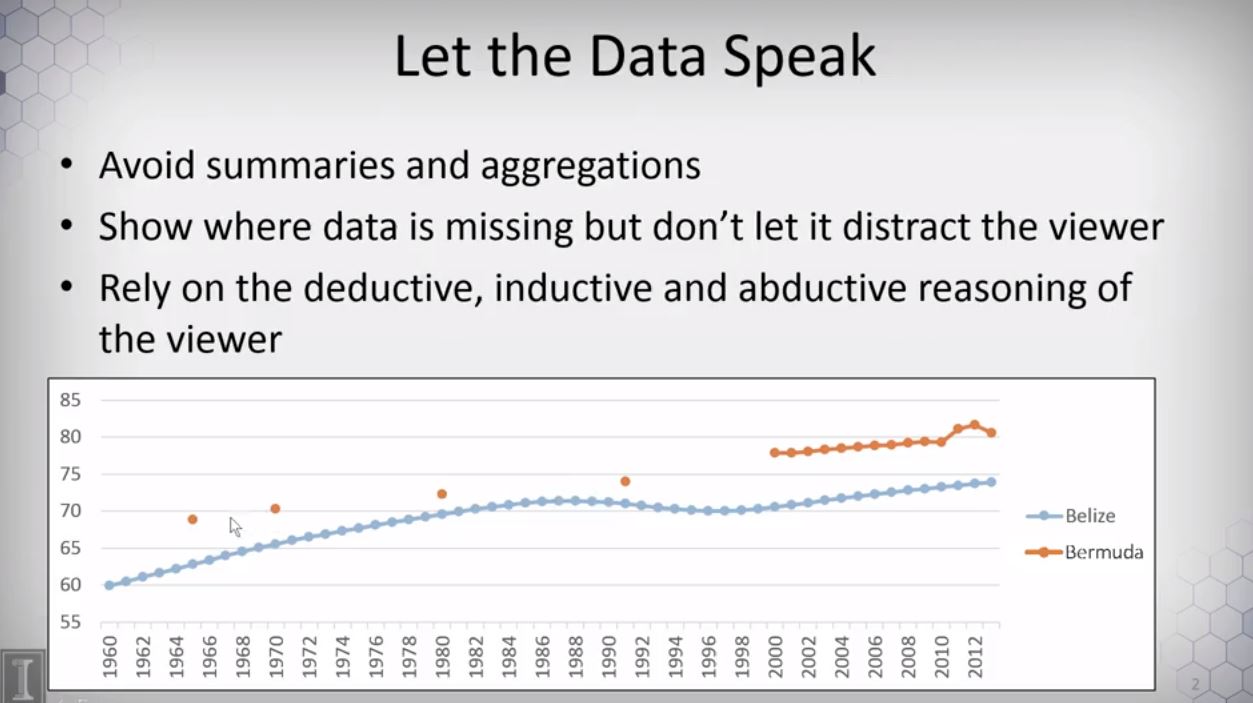 Let the Data Speak
• Avoid summaries and aggregations
• Show where data is missing but don't let it distract the viewer
• Rely on the deductive, inductive and abductive reasoning of
the viewer
85
80
75
70
65
60
55
1960 1962 1964 1966 1968 1970 1972 1974 1976 1978 1980 1982 1984 1986 1988 1990 1992 1994 1996 1998 2000 2002 2004 2006 2008 2010 2012
Belize
Bermuda
I
2